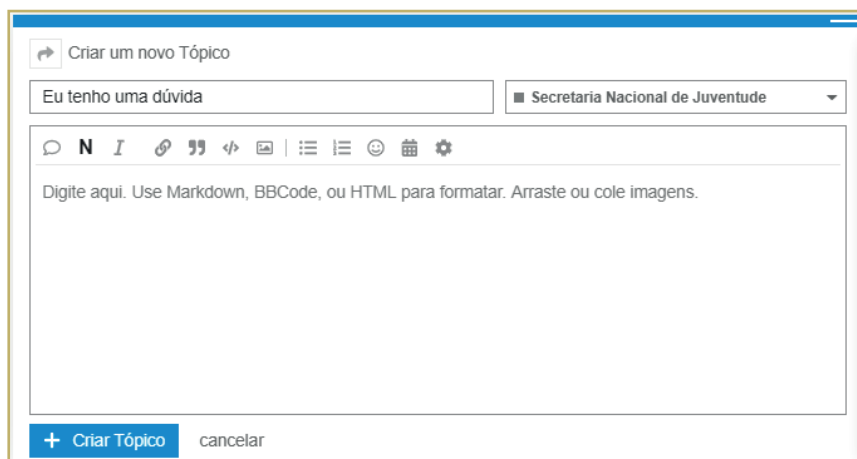 Criar um novo Tópico
Eu tenho uma dúvida
Secretaria Nacional de Juventude
N I
Digite aqui. Use Markdown, BBCode, ou HTML para formatar. Arraste ou cole imagens.
+ Criar Tópico cancelar